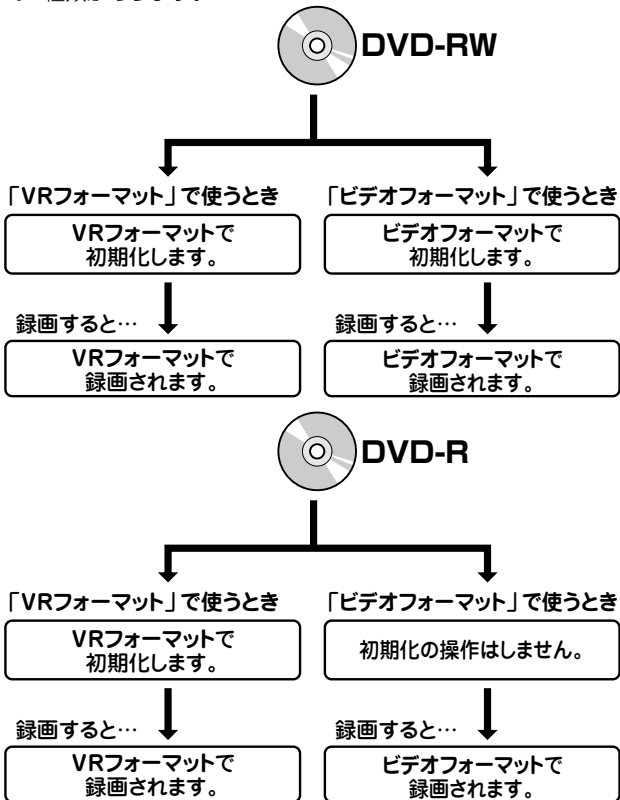 DVD-RW
「VRフォーマット」で使うとき
VRフォーマットで
初期化します。
録画すると…
VRフォーマットで
録画されます。
「ビデオフォーマット」で使うとき
ビデオフォーマットで
初期化します。
録画すると…
ビデオフォーマットで
録画されます。
DVD-R
「VRフォーマット」で使うとき
VRフォーマットで
初期化します。
録画すると…
VRフォーマットで
録画されます。
「ビデオフォーマット」で使うとき
初期化の操作はしません。
録画すると…
ビデオフォーマットで
録画されます。